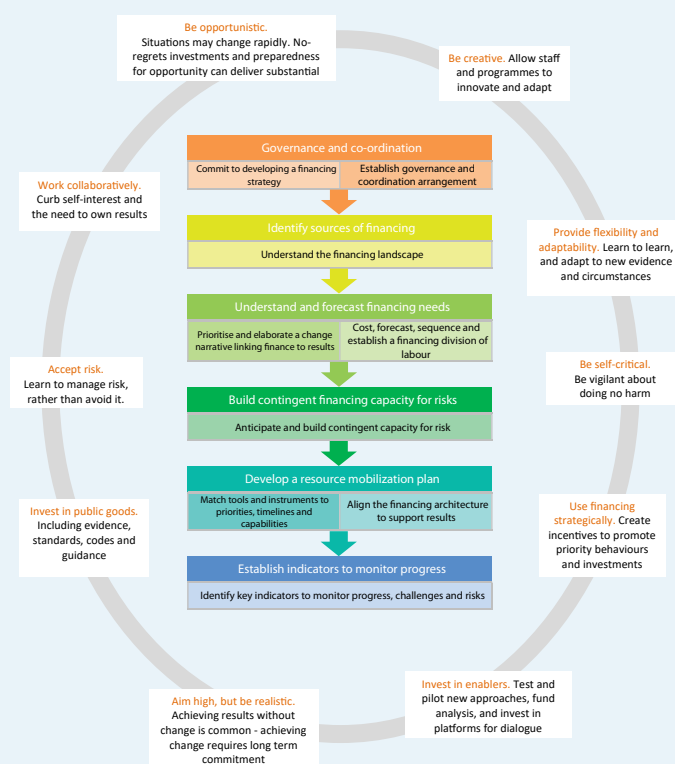 Be opportunistic.
Situations may change rapidly. No-
regrets investments and preparedness
for opportunity can deliver substantial
Be creative. Allow staff
and programmes to
innovate and adapt
Work collaboratively.
Curb self-interest and
the need to own results
Provide flexibility and
adaptability. Learn to learn,
and adapt to new evidence
and circumstances
Accept risk.
Learn to manage risk,
rather than avoid it.
Be self-critical.
Be vigilant about
doing no harm
Invest in public goods.
Including evidence,
standards, codes and
guidance
Use financing
strategically. Create
incentives to promote
priority behaviours
and investments
Aim high, but be realistic.
Achieving results without
change is common - achieving
change requires long term
commitment
Invest in enablers. Test and
pilot new approaches, fund
analysis, and invest in
platforms for dialogue
Governance and co-ordination
Commit to developing a financing
strategy
Establish governance and
coordination arrangement
Identify sources of financing
Understand the financing landscape
Understand and forecast financing needs
Prioritise and elaborate a change
narrative linking finance to results
Cost, forecast, sequence and
establish a financing division of
labour
Build contingent financing capacity for risks
Anticipate and build contingent capacity for risk
Develop a resource mobilization plan
Match tools and instruments to
priorities, timelines and
capabilities
Align the financing architecture
to support results
Establish indicators to monitor progress
Identify key indicators to monitor progress, challenges and risks